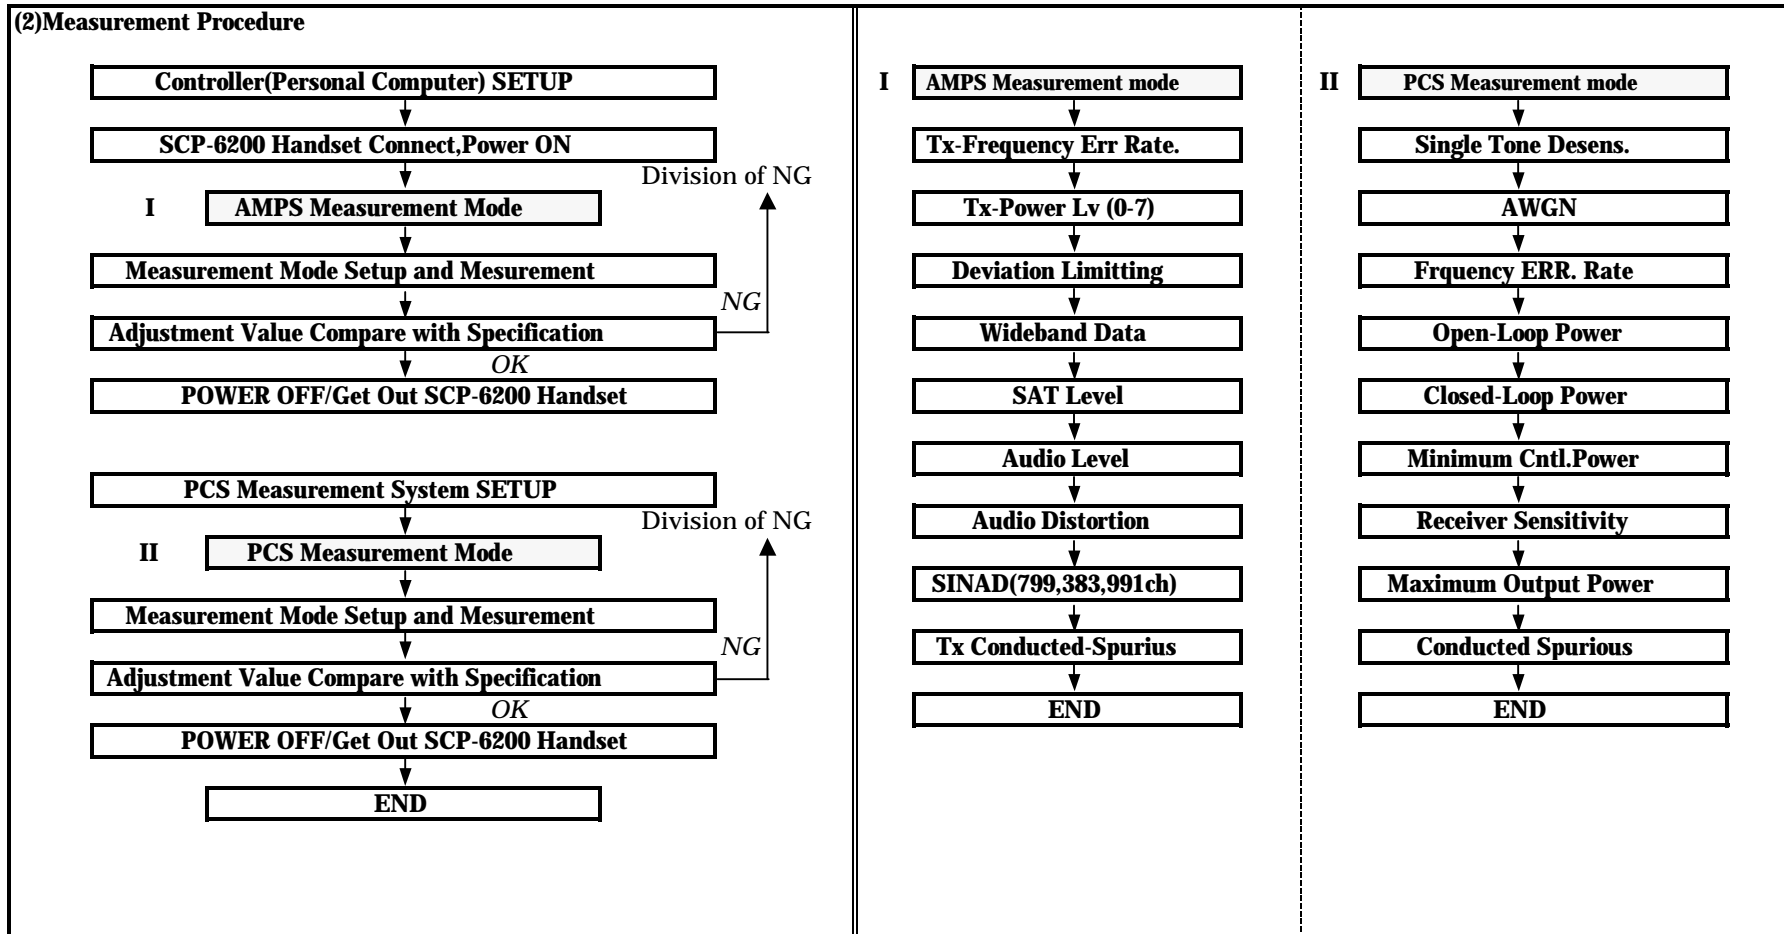 (2)Measurement Procedure
Controller(Personal Computer) SETUP
SCP-6200 Handset Connect,Power ON
Division of NG
I AMPS Measurement Mode
Measurement Mode Setup and Mesurement
NG
Adjustment Value Compare with Specification
OK
POWER OFF/Get Out SCP-6200 Handset
PCS Measurement System SETUP
Division of NG
II PCS Measurement Mode
Measurement Mode Setup and Mesurement
NG
Adjustment Value Compare with Specification
OK
POWER OFF/Get Out SCP-6200 Handset
END
I AMPS Measurement mode
Tx-Frequency Err Rate.
Tx-Power Lv (0-7)
Deviation Limitting
Wideband Data
SAT Level
Audio Level
Audio Distortion
SINAD(799,383,991ch)
Tx Conducted-Spurius
END
II PCS Measurement mode
Single Tone Desens.
AWGN
Frquency ERR. Rate
Open-Loop Power
Closed-Loop Power
Minimum Cntl.Power
Receiver Sensitivity
Maximum Output Power
Conducted Spurious
END